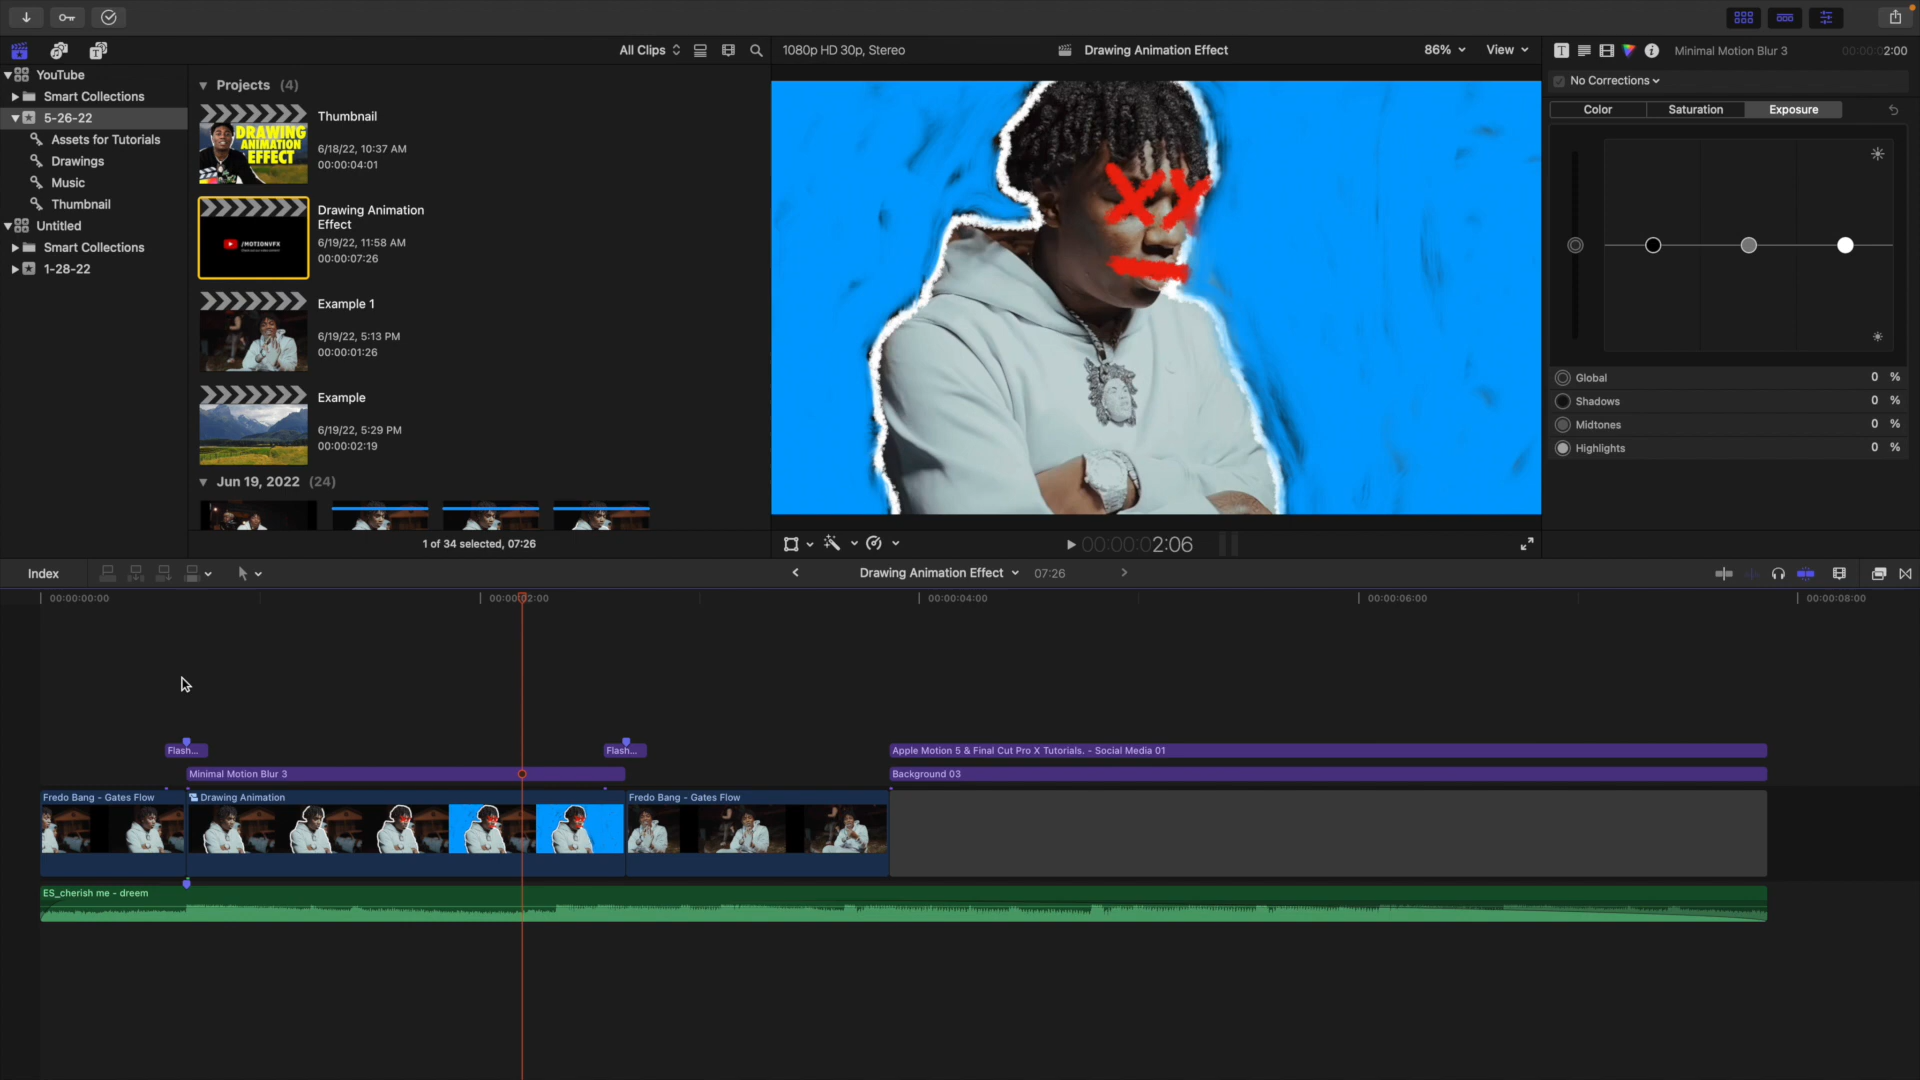 All Clips
1080p HD 30p, Stereo
Drawing Animation Effect
86%
View
Minimal Motion Blur 3
00:00:02:00
YouTube
Smart Collections
5-26-22
Assets for Tutorials
Drawings
Music
Thumbnail
Untitled
Smart Collections
1-28-22
Projects (4)
DRAWING
ANIMATION
EFFECT
Thumbnail
6/18/22, 10:37 AM
00:00:04:01
/MOTIONVFX
Drawing Animation
Effect
6/19/22, 11:58 AM
00:00:07:26
Example 1
6/19/22, 5:13 PM
00:00:01:26
Example
6/19/22, 5:29 PM
00:00:02:19
Jun 19, 2022 (24)
1 of 34 selected, 07:26
00:00:02:06
No Corrections
Color
Saturation
Exposure
Global 0 %
Shadows 0 %
Midtones 0 %
Highlights 0 %
Index
Drawing Animation Effect
07:26
00:00:00:00
00:00:02:00
00:00:04:00
00:00:06:00
00:00:08:00
Flash...
Flash...
Apple Motion 5 & Final Cut Pro X Tutorials. - Social Media 01
Minimal Motion Blur 3
Background 03
Fredo Bang - Gates Flow
Drawing Animation
Fredo Bang - Gates Flow
ES_cherish me - dreem